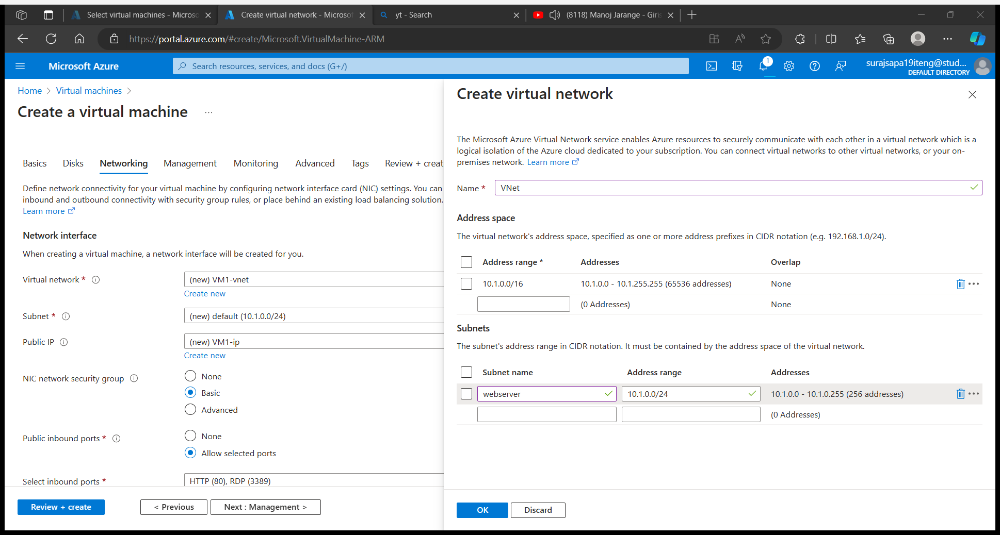 Select virtual machines - Microso
Create virtual network - Microsof
yt - Search
(8118) Manoj Jarange - Giris
https://portal.azure.com/#create/Microsoft.VirtualMachine-ARM
Microsoft Azure
Search resources, services, and docs (G+/)
1
surajsapa19iteng@stud...
DEFAULT DIRECTORY
Home > Virtual machines >
Create a virtual machine ...
Basics Disks Networking Management Monitoring Advanced Tags Review + creat
Define network connectivity for your virtual machine by configuring network interface card (NIC) settings. You can
inbound and outbound connectivity with security group rules, or place behind an existing load balancing solution.
Learn more
Network interface
When creating a virtual machine, a network interface will be created for you.
Virtual network *
(new) VM1-vnet
Create new
Subnet *
(new) default (10.1.0.0/24)
Public IP
(new) VM1-ip
Create new
NIC network security group
None
Basic
Advanced
Public inbound ports *
None
Allow selected ports
Select inbound ports *
HTTP (80), RDP (3389)
Review + create
< Previous
Next : Management >
Create virtual network
The Microsoft Azure Virtual Network service enables Azure resources to securely communicate with each other in a virtual network which is a
logical isolation of the Azure cloud dedicated to your subscription. You can connect virtual networks to other virtual networks, or your on-
premises network. Learn more
Name *
VNet
Address space
The virtual network's address space, specified as one or more address prefixes in CIDR notation (e.g. 192.168.1.0/24).
Address range * Addresses Overlap
10.1.0.0/16 10.1.0.0 - 10.1.255.255 (65536 addresses) None
(0 Addresses) None
Subnets
The subnet's address range in CIDR notation. It must be contained by the address space of the virtual network.
Subnet name Address range Addresses
webserver 10.1.0.0/24 10.1.0.0 - 10.1.0.255 (256 addresses)
(0 Addresses)
OK
Discard